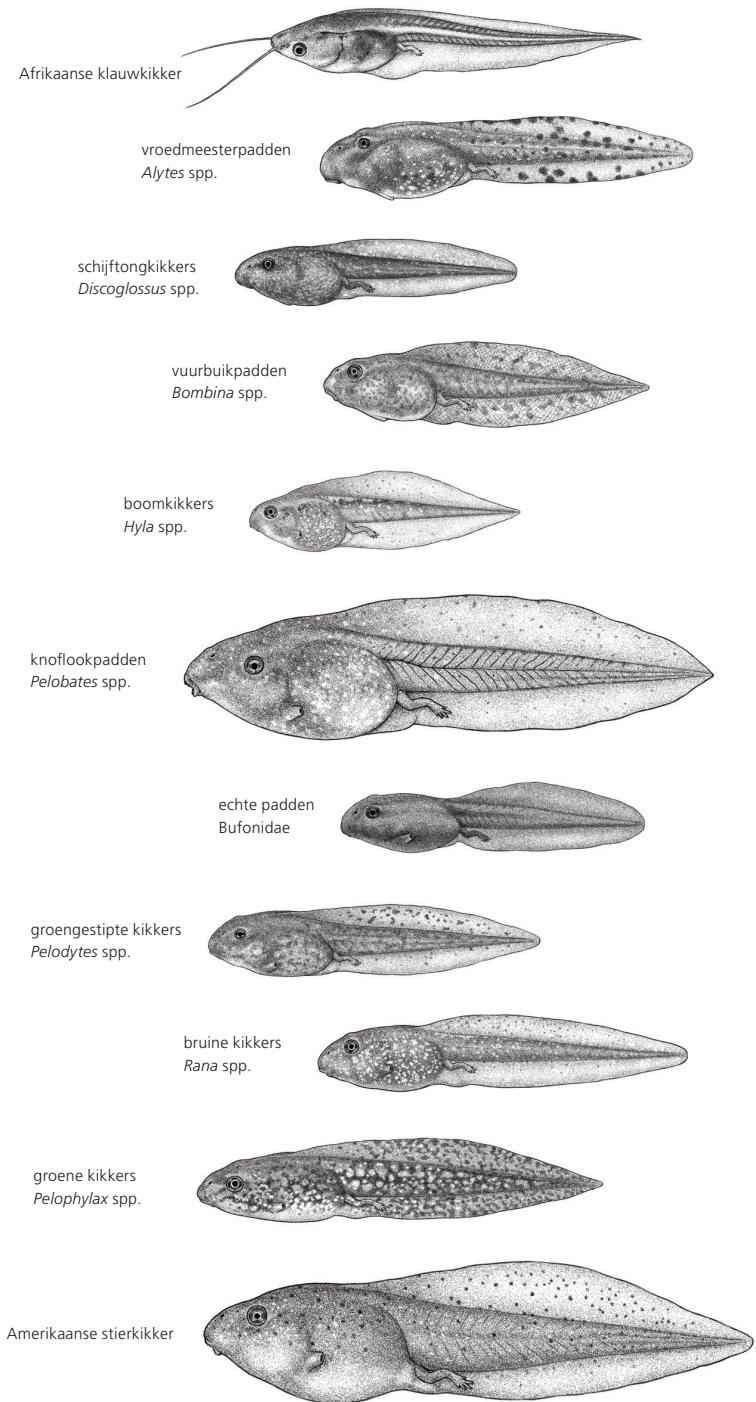 Afrikaanse klauwkikker
vroedmeesterpadden
Alytes spp.
schijftongkikkers
Discoglossus spp.
vuurbuikpadden
Bombina spp.
boomkikkers
Hyla spp.
knoflookpadden
Pelobates spp.
echte padden
Bufonidae
groengestipte kikkers
Pelodytes spp.
bruine kikkers
Rana spp.
groene kikkers
Pelophylax spp.
Amerikaanse stierkikker